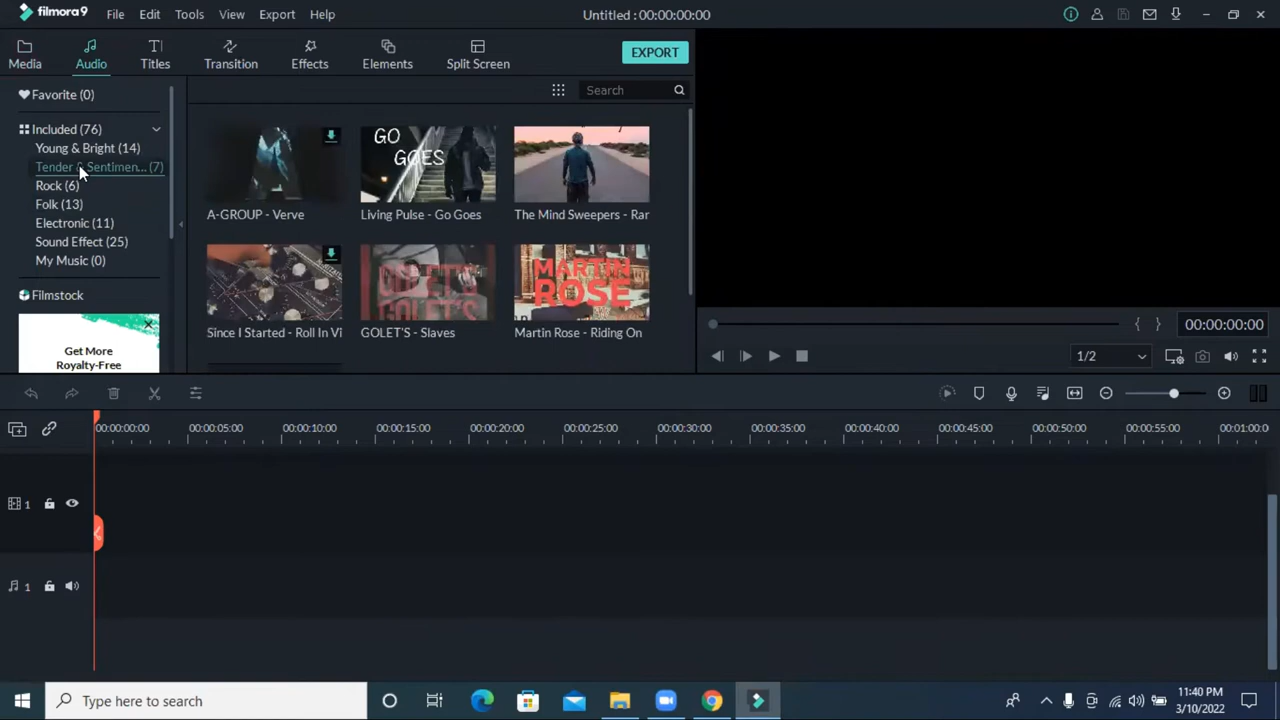 filmora9 File Edit Tools View Export Help Untitled : 00:00:00:00
Media Audio Titles Transition Effects Elements Split Screen EXPORT
Favorite (0)
Search
Included (76)
Young & Bright (14)
Tender & Sentimen... (7)
Rock (6)
Folk (13)
Electronic (11)
Sound Effect (25)
My Music (0)
Filmstock
Get More
Royalty-Free
GO
GOES
A-GROUP - Verve
Living Pulse - Go Goes
The Mind Sweepers - Rar
GOLET'S
GOLET'S
MARTIN
ROSE
Since I Started - Roll In Vi
GOLET'S - Slaves
Martin Rose - Riding On
{ } 00:00:00:00
1/2
00:00:00:00 00:00:05:00 00:00:10:00 00:00:15:00 00:00:20:00 00:00:25:00 00:00:30:00 00:00:35:00 00:00:40:00 00:00:45:00 00:00:50:00 00:00:55:00 00:01:00:0
1
1
Type here to search
11:40 PM
3/10/2022